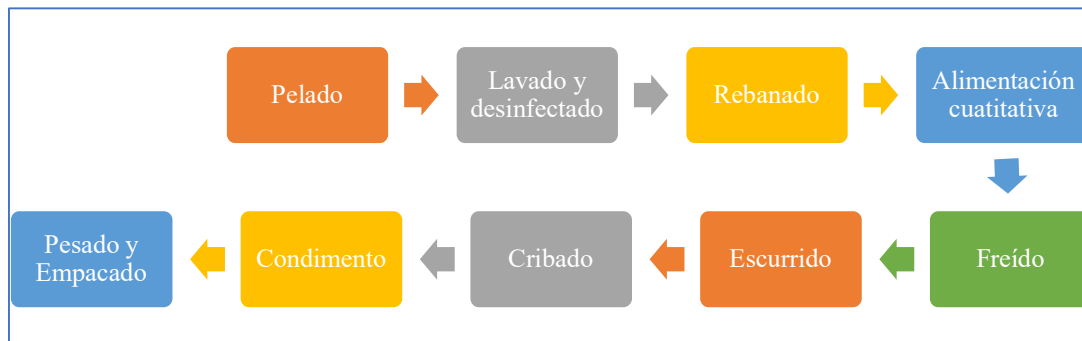 Pelado
Lavado y
desinfectado
Rebanado
Alimentación
cuatitativa
Freído
Escurrido
Cribado
Condimento
Pesado y
Empacado